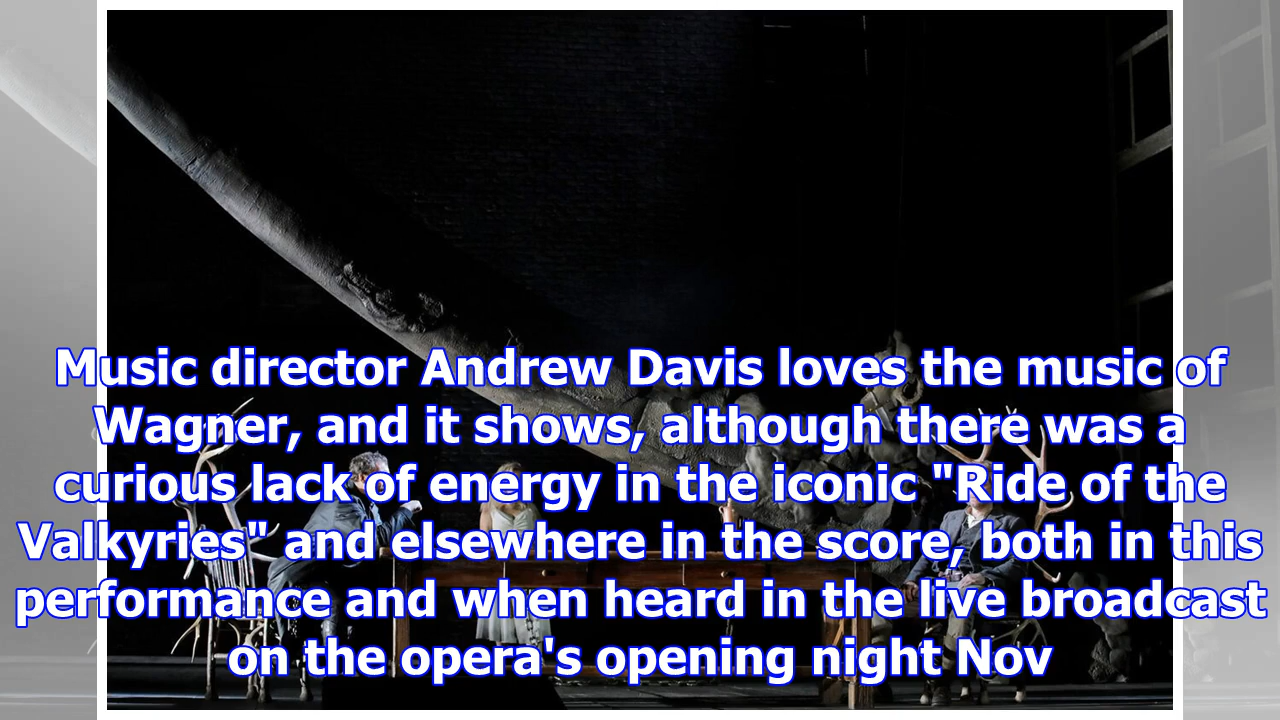 Music director Andrew Davis loves the music of
Wagner, and it shows, although there was a
curious lack of energy in the iconic "Ride of the
Valkyries" and elsewhere in the score, both in this
performance and when heard in the live broadcast
on the opera's opening night Nov